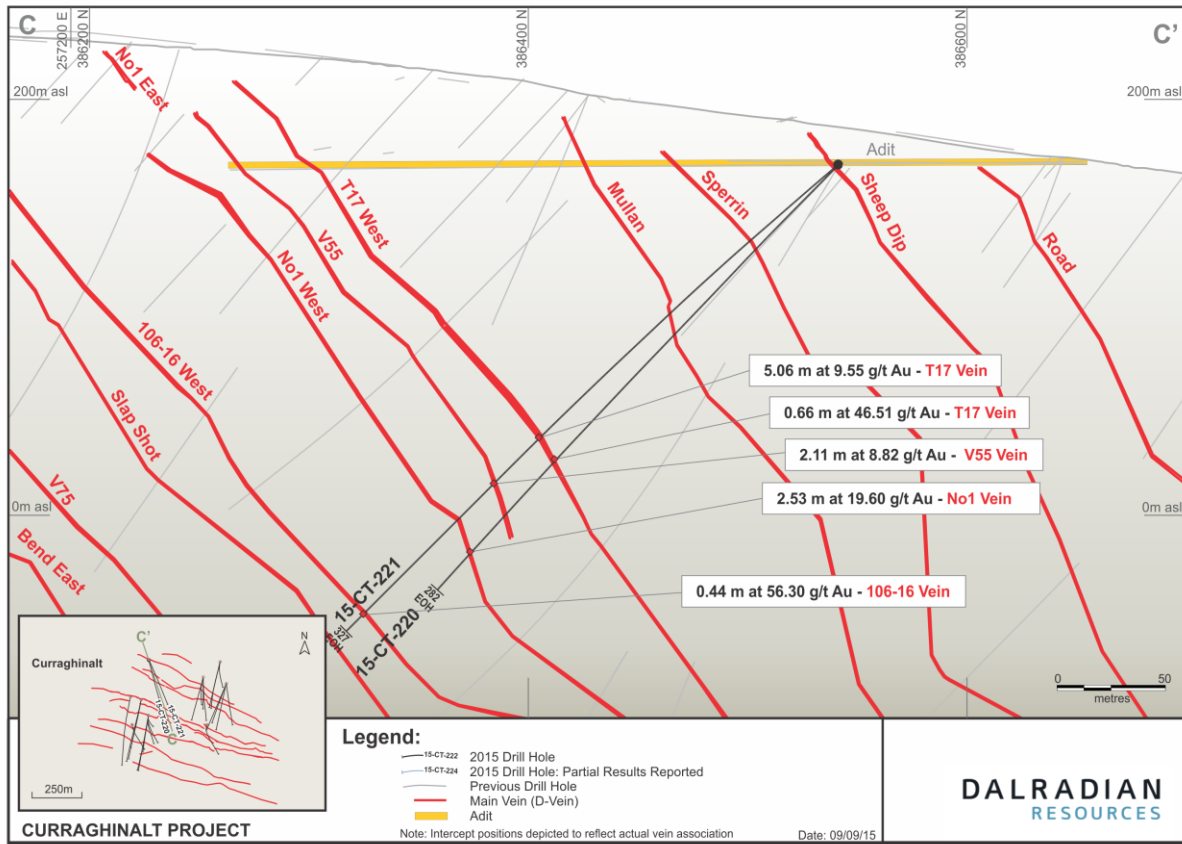 C
257200 E
386200 N
386400 N
386600 N
C'
200m asl
200m asl
No1 East
Adit
T17 West
V55
No1 West
Mullan
Sperrin
Sheep Dip
Road
106-16 West
Slap Shot
V75
Bend East
5.06 m at 9.55 g/t Au - T17 Vein
0.66 m at 46.51 g/t Au - T17 Vein
2.11 m at 8.82 g/t Au - V55 Vein
2.53 m at 19.60 g/t Au - No1 Vein
0.44 m at 56.30 g/t Au - 106-16 Vein
0m asl
0m asl
15-CT-221
327
EOH
15-CT-220
282
EOH
0 50
metres
C'
N
Curraghinalt
15-CT-221
15-CT-220
C
250m
CURRAGHINALT PROJECT
Legend:
15-CT-222 2015 Drill Hole
15-CT-224 2015 Drill Hole: Partial Results Reported
Previous Drill Hole
Main Vein (D-Vein)
Adit
Note: Intercept positions depicted to reflect actual vein association
Date: 09/09/15
DALRADIAN
RESOURCES